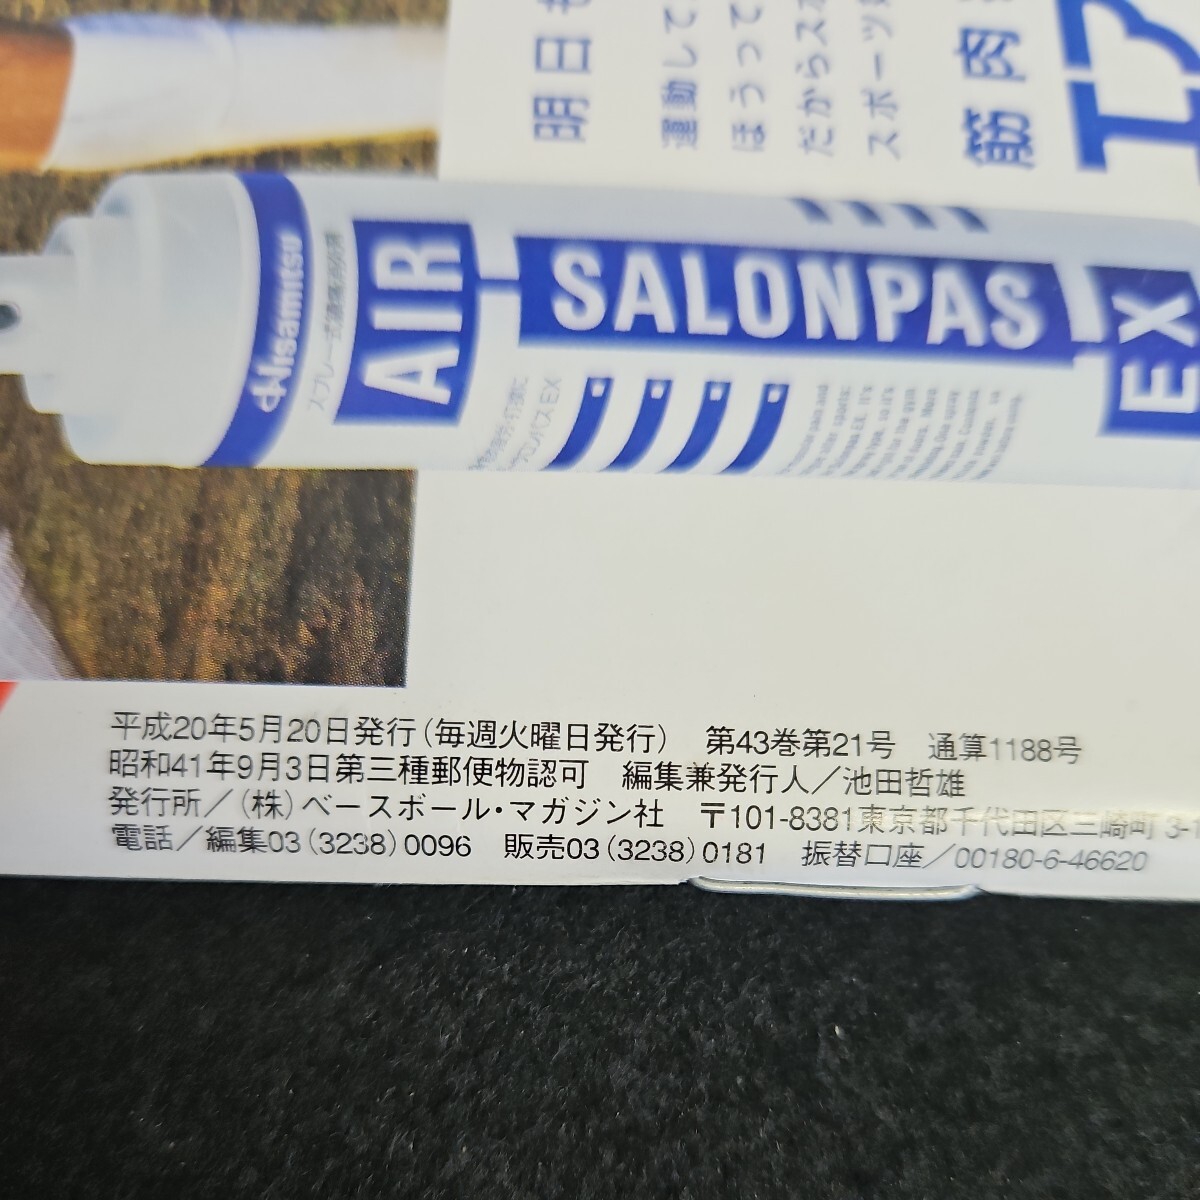 エア
筋肉
スポーツ
だからスポ
ほうって
運動して
明日も
Hisamitsu
AIR
SALONPAS
EX
平成20年5月20日発行(毎週火曜日発行) 第43巻第21号 通算1188号
昭和41年9月3日第三種郵便物認可 編集兼発行人/池田哲雄
発行所/(株)ベースボール・マガジン社 〒101-8381東京都千代田区三崎町 3-1
電話/編集03(3238)0096 販売03(3238)0181 振替口座/00180-6-46620